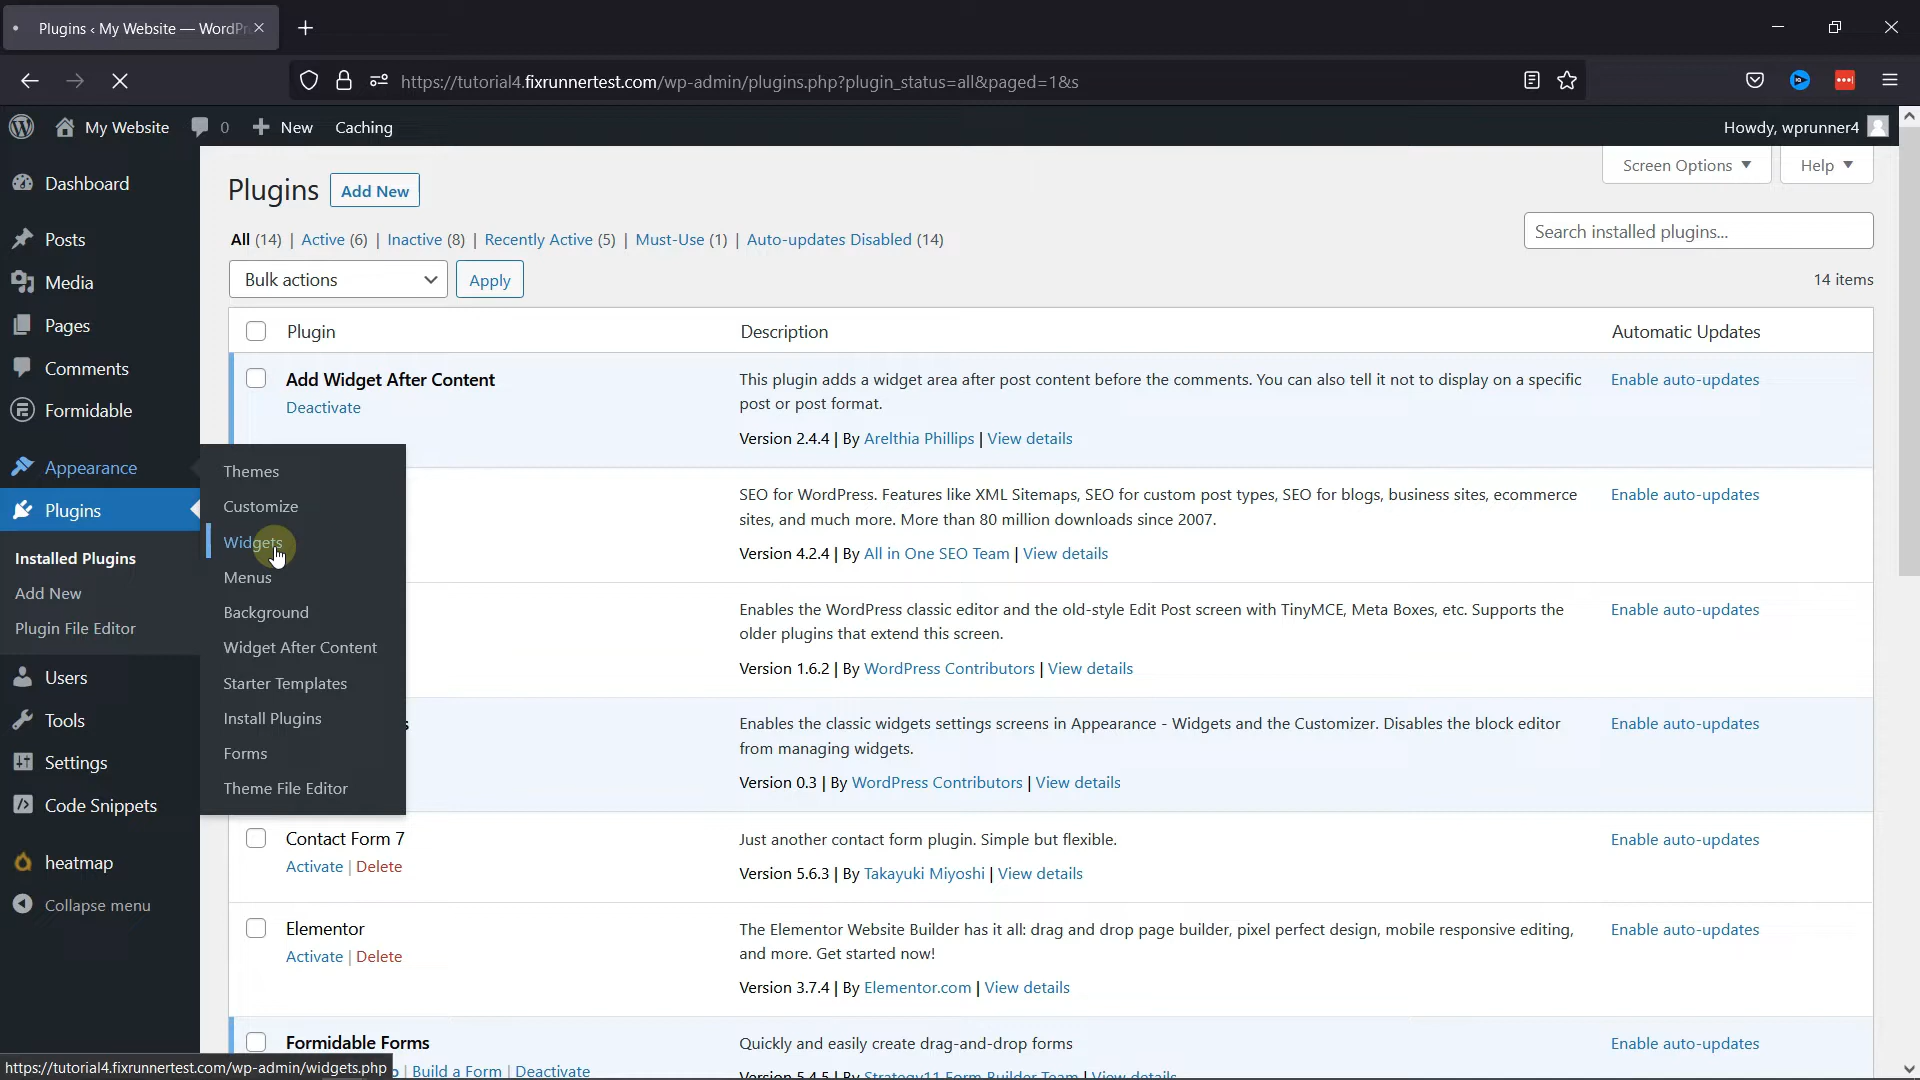 Plugins ‹ My Website — WordPr
https://tutorial4.fixrunnertest.com/wp-admin/plugins.php?plugin_status=all&paged=1&s
My Website
0
New
Caching
Howdy, wprunner4
Dashboard
Posts
Media
Pages
Comments
Formidable
Appearance
Plugins
Installed Plugins
Add New
Plugin File Editor
Users
Tools
Settings
Code Snippets
heatmap
Collapse menu
Themes
Customize
Widgets
Menus
Background
Widget After Content
Starter Templates
Install Plugins
Forms
Theme File Editor
Screen Options
Help
Plugins
Add New
All (14) | Active (6) | Inactive (8) | Recently Active (5) | Must-Use (1) | Auto-updates Disabled (14)
Search installed plugins...
Bulk actions
Apply
14 items
Plugin
Description
Automatic Updates
Add Widget After Content
Deactivate
This plugin adds a widget area after post content before the comments. You can also tell it not to display on a specific
post or post format.
Version 2.4.4 | By Arelthia Phillips | View details
Enable auto-updates
SEO for WordPress. Features like XML Sitemaps, SEO for custom post types, SEO for blogs, business sites, ecommerce
sites, and much more. More than 80 million downloads since 2007.
Version 4.2.4 | By All in One SEO Team | View details
Enable auto-updates
Enables the WordPress classic editor and the old-style Edit Post screen with TinyMCE, Meta Boxes, etc. Supports the
older plugins that extend this screen.
Version 1.6.2 | By WordPress Contributors | View details
Enable auto-updates
s
Enables the classic widgets settings screens in Appearance - Widgets and the Customizer. Disables the block editor
from managing widgets.
Version 0.3 | By WordPress Contributors | View details
Enable auto-updates
Contact Form 7
Activate | Delete
Just another contact form plugin. Simple but flexible.
Version 5.6.3 | By Takayuki Miyoshi | View details
Enable auto-updates
Elementor
Activate | Delete
The Elementor Website Builder has it all: drag and drop page builder, pixel perfect design, mobile responsive editing,
and more. Get started now!
Version 3.7.4 | By Elementor.com | View details
Enable auto-updates
Formidable Forms
o | Build a Form | Deactivate
Quickly and easily create drag-and-drop forms
Version 5.4.5 | By Strategy11 Form Builder Team | View details
Enable auto-updates
https://tutorial4.fixrunnertest.com/wp-admin/widgets.php